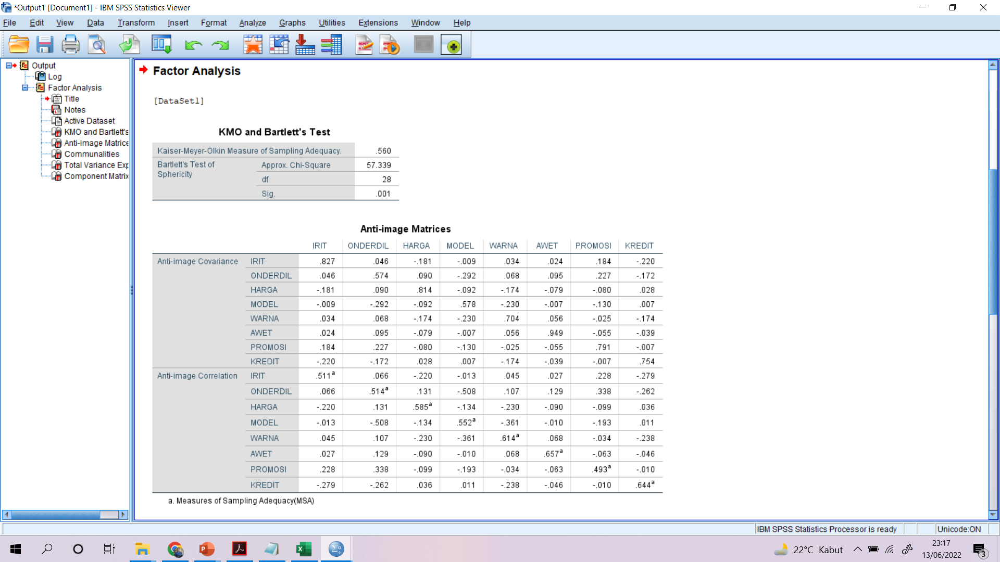 *Output1 [Document1] - IBM SPSS Statistics Viewer
File Edit View Data Transform Insert Format Analyze Graphs Utilities Extensions Window Help
Output
Log
Factor Analysis
Title
Notes
Active Dataset
KMO and Bartlett's
Anti-image Matrice
Communalities
Total Variance Exp
Component Matrix
Factor Analysis
[DataSet1]
KMO and Bartlett's Test
Kaiser-Meyer-Olkin Measure of Sampling Adequacy. .560
Bartlett's Test of Sphericity Approx. Chi-Square 57.339
df 28
Sig. .001
Anti-image Matrices
IRIT ONDERDIL HARGA MODEL WARNA AWET PROMOSI KREDIT
Anti-image Covariance IRIT .827 .046 -.181 -.009 .034 .024 .184 -.220
ONDERDIL .046 .574 .090 -.292 .068 .095 .227 -.172
HARGA -.181 .090 .814 -.092 -.174 -.079 -.080 .028
MODEL -.009 -.292 -.092 .578 -.230 -.007 -.130 .007
WARNA .034 .068 -.174 -.230 .704 .056 -.025 -.174
AWET .024 .095 -.079 -.007 .056 .949 -.055 -.039
PROMOSI .184 .227 -.080 -.130 -.025 -.055 .791 -.007
KREDIT -.220 -.172 .028 .007 -.174 -.039 -.007 .754
Anti-image Correlation IRIT .511a .066 -.220 -.013 .045 .027 .228 -.279
ONDERDIL .066 .514a .131 -.508 .107 .129 .338 -.262
HARGA -.220 .131 .585a -.134 -.230 -.090 -.099 .036
MODEL -.013 -.508 -.134 .552a -.361 -.010 -.193 .011
WARNA .045 .107 -.230 -.361 .614a .068 -.034 -.238
AWET .027 .129 -.090 -.010 .068 .657a -.063 -.046
PROMOSI .228 .338 -.099 -.193 -.034 -.063 .493a -.010
KREDIT -.279 -.262 .036 .011 -.238 -.046 -.010 .644a
a. Measures of Sampling Adequacy(MSA)
IBM SPSS Statistics Processor is ready Unicode:ON
22°C Kabut
23:17
13/06/2022
3